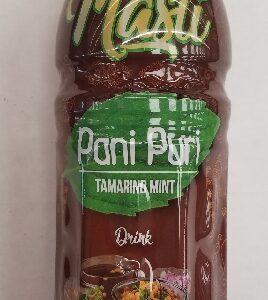 Masti
Pani Puri
TAMARIND MINT
Drink